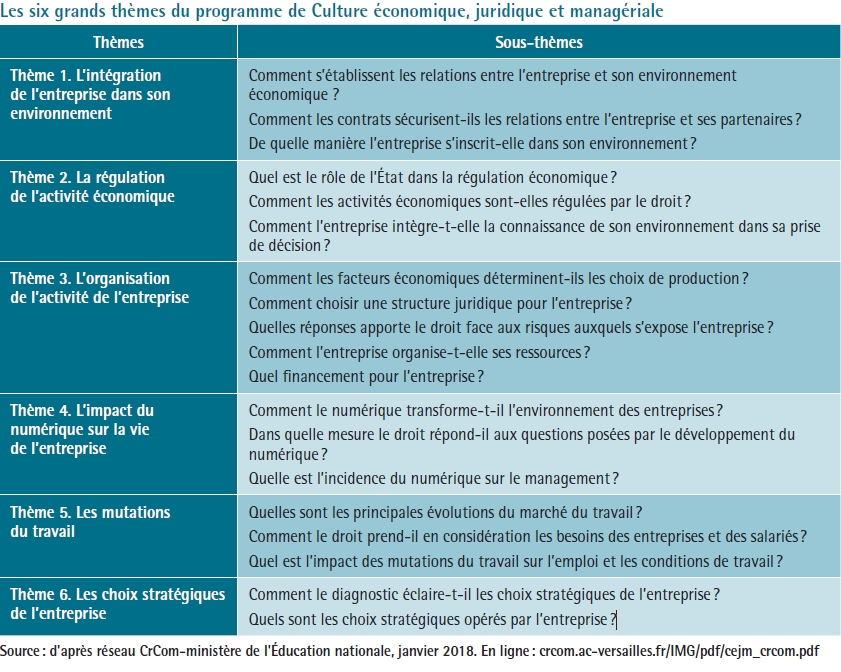 Les six grands thèmes du programme de Culture économique, juridique et managériale
Thèmes
Sous-thèmes
Thème 1. L'intégration
de l'entreprise dans son
environnement
Comment s'établissent les relations entre l'entreprise et son environnement
économique ?
Comment les contrats sécurisent-ils les relations entre l'entreprise et ses partenaires ?
De quelle manière l'entreprise s'inscrit-elle dans son environnement ?
Thème 2. La régulation
de l'activité économique
Quel est le rôle de l'État dans la régulation économique ?
Comment les activités économiques sont-elles régulées par le droit ?
Comment l'entreprise intègre-t-elle la connaissance de son environnement dans sa prise
de décision ?
Thème 3. L'organisation
de l'activité de l'entreprise
Comment les facteurs économiques déterminent-ils les choix de production ?
Comment choisir une structure juridique pour l'entreprise ?
Quelles réponses apporte le droit face aux risques auxquels s'expose l'entreprise ?
Comment l'entreprise organise-t-elle ses ressources ?
Quel financement pour l'entreprise ?
Thème 4. L'impact du
numérique sur la vie
de l'entreprise
Comment le numérique transforme-t-il l'environnement des entreprises ?
Dans quelle mesure le droit répond-il aux questions posées par le développement du
numérique ?
Quelle est l'incidence du numérique sur le management ?
Thème 5. Les mutations
du travail
Quelles sont les principales évolutions du marché du travail ?
Comment le droit prend-il en considération les besoins des entreprises et des salariés ?
Quel est l'impact des mutations du travail sur l'emploi et les conditions de travail ?
Thème 6. Les choix stratégiques
de l'entreprise
Comment le diagnostic éclaire-t-il les choix stratégiques de l'entreprise ?
Quels sont les choix stratégiques opérés par l'entreprise ?
Source : d'après réseau CrCom-ministère de l'Éducation nationale, janvier 2018. En ligne : crcom.ac-versailles.fr/IMG/pdf/cejm_crcom.pdf